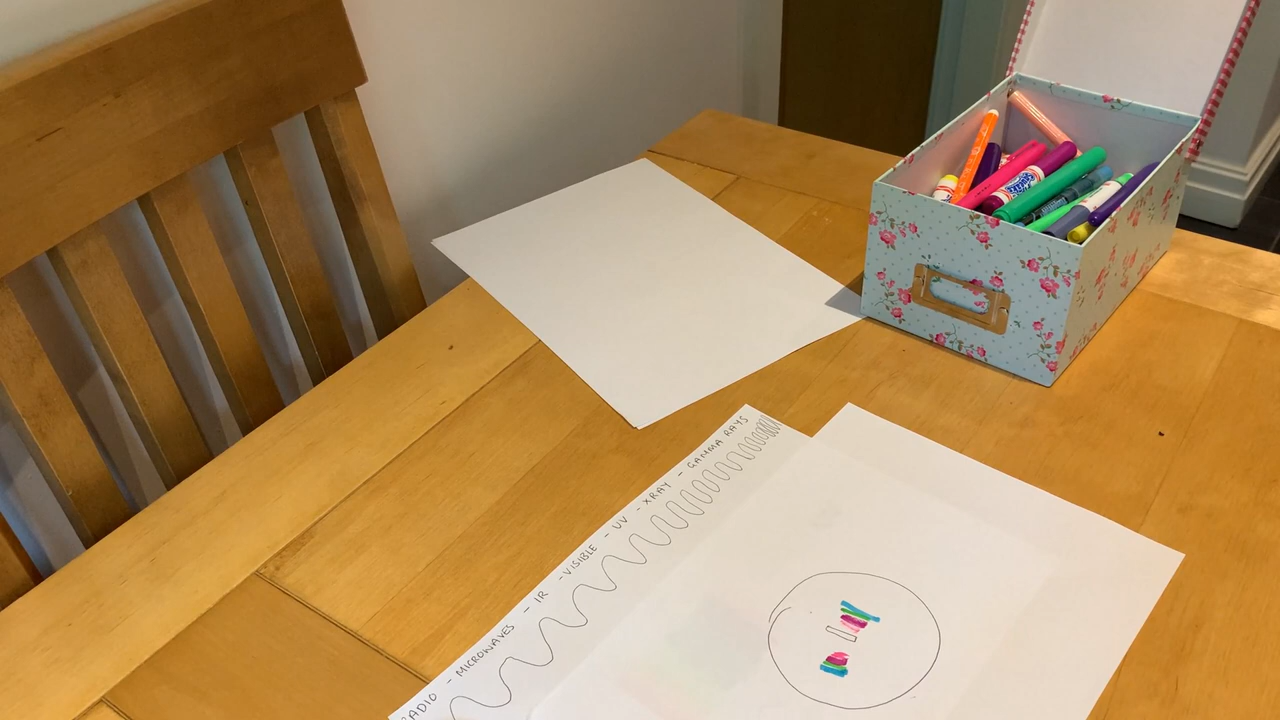 RADIO - MICROWAVES - IR - VISIBLE - UV - XRAY - GAMMA RAYS